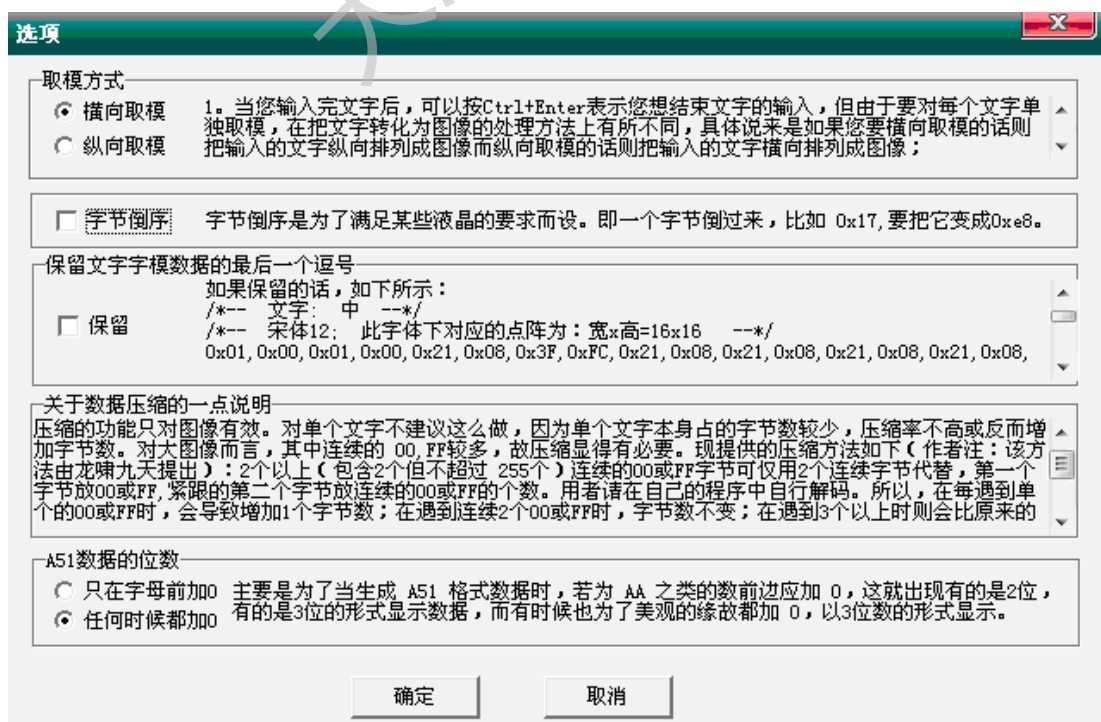 选项
取模方式
横向取模
纵向取模
1。当您输入完文字后，可以按Ctrl+Enter表示您想结束文字的输入，但由于要对每个文字单
独取模，在把文字转化为图像的处理方法上有所不同，具体说来是如果您要横向取模的话则
把输入的文字纵向排列成图像而纵向取模的话则把输入的文字横向排列成图像；
字节倒序
字节倒序是为了满足某些液晶的要求而设。即一个字节倒过来，比如 0x17,要把它变成0xe8。
保留文字字模数据的最后一个逗号
保留
如果保留的话，如下所示：
/*--  文字:  中  --*/
/*--  宋体12;  此字体下对应的点阵为：宽x高=16x16   --*/
0x01,0x00,0x01,0x00,0x21,0x08,0x3F,0xFC,0x21,0x08,0x21,0x08,0x21,0x08,0x21,0x08,
关于数据压缩的一点说明
压缩的功能只对图像有效。对单个文字不建议这么做，因为单个文字本身占的字节数较少，压缩率不高或反而增
加字节数。对大图像而言，其中连续的 00,FF较多，故压缩显得有必要。现提供的压缩方法如下（作者注：该方
法由龙啸九天提出）：2个以上（包含2个但不超过 255个）连续的00或FF字节可仅用2个连续字节代替，第一个
字节放00或FF,紧跟的第二个字节放连续的00或FF的个数。用者请在自己的程序中自行解码。所以，在每遇到单
个的00或FF时，会导致增加1个字节数；在遇到连续2个00或FF时，字节数不变；在遇到3个以上时则会比原来的
A51数据的位数
只在字母前加0
任何时候都加0
主要是为了当生成 A51 格式数据时，若为 AA 之类的数前边应加 0，这就出现有的是2位，
有的是3位的形式显示数据，而有时候也为了美观的缘故都加 0，以3位数的形式显示。
确定
取消